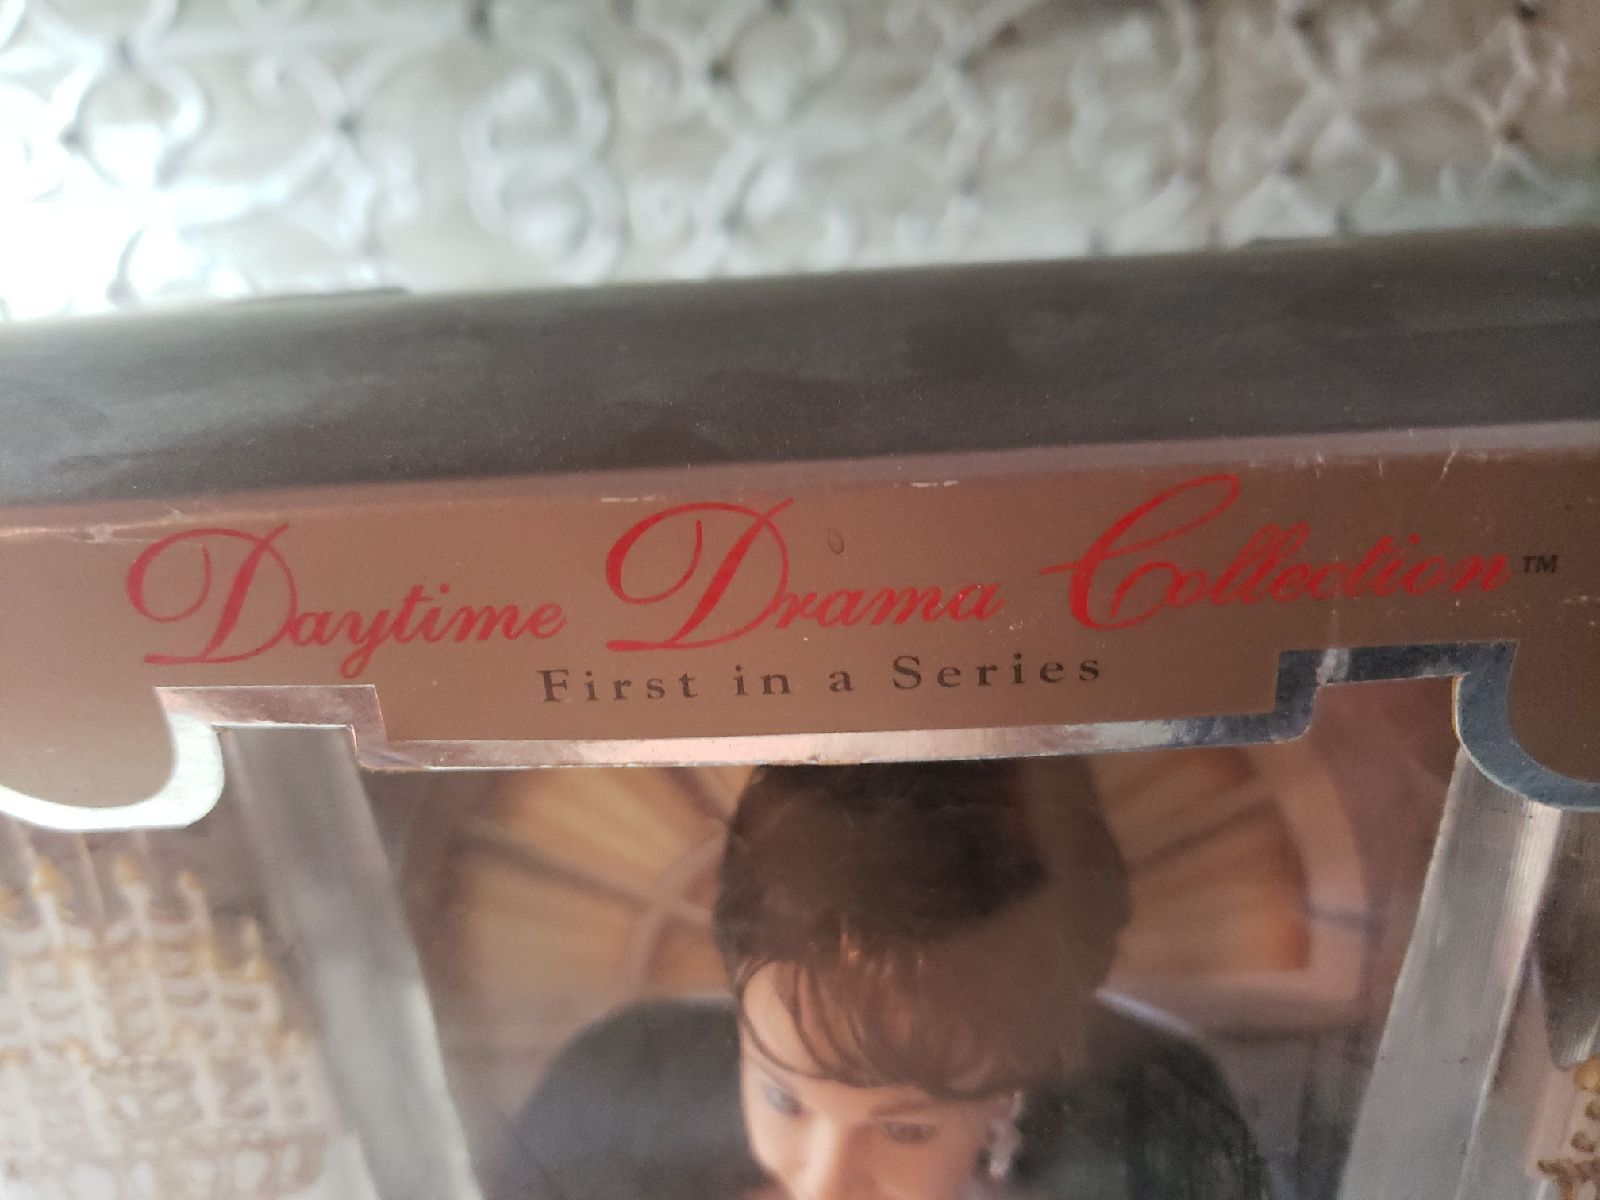 Daytime Drama Collection™
First in a Series